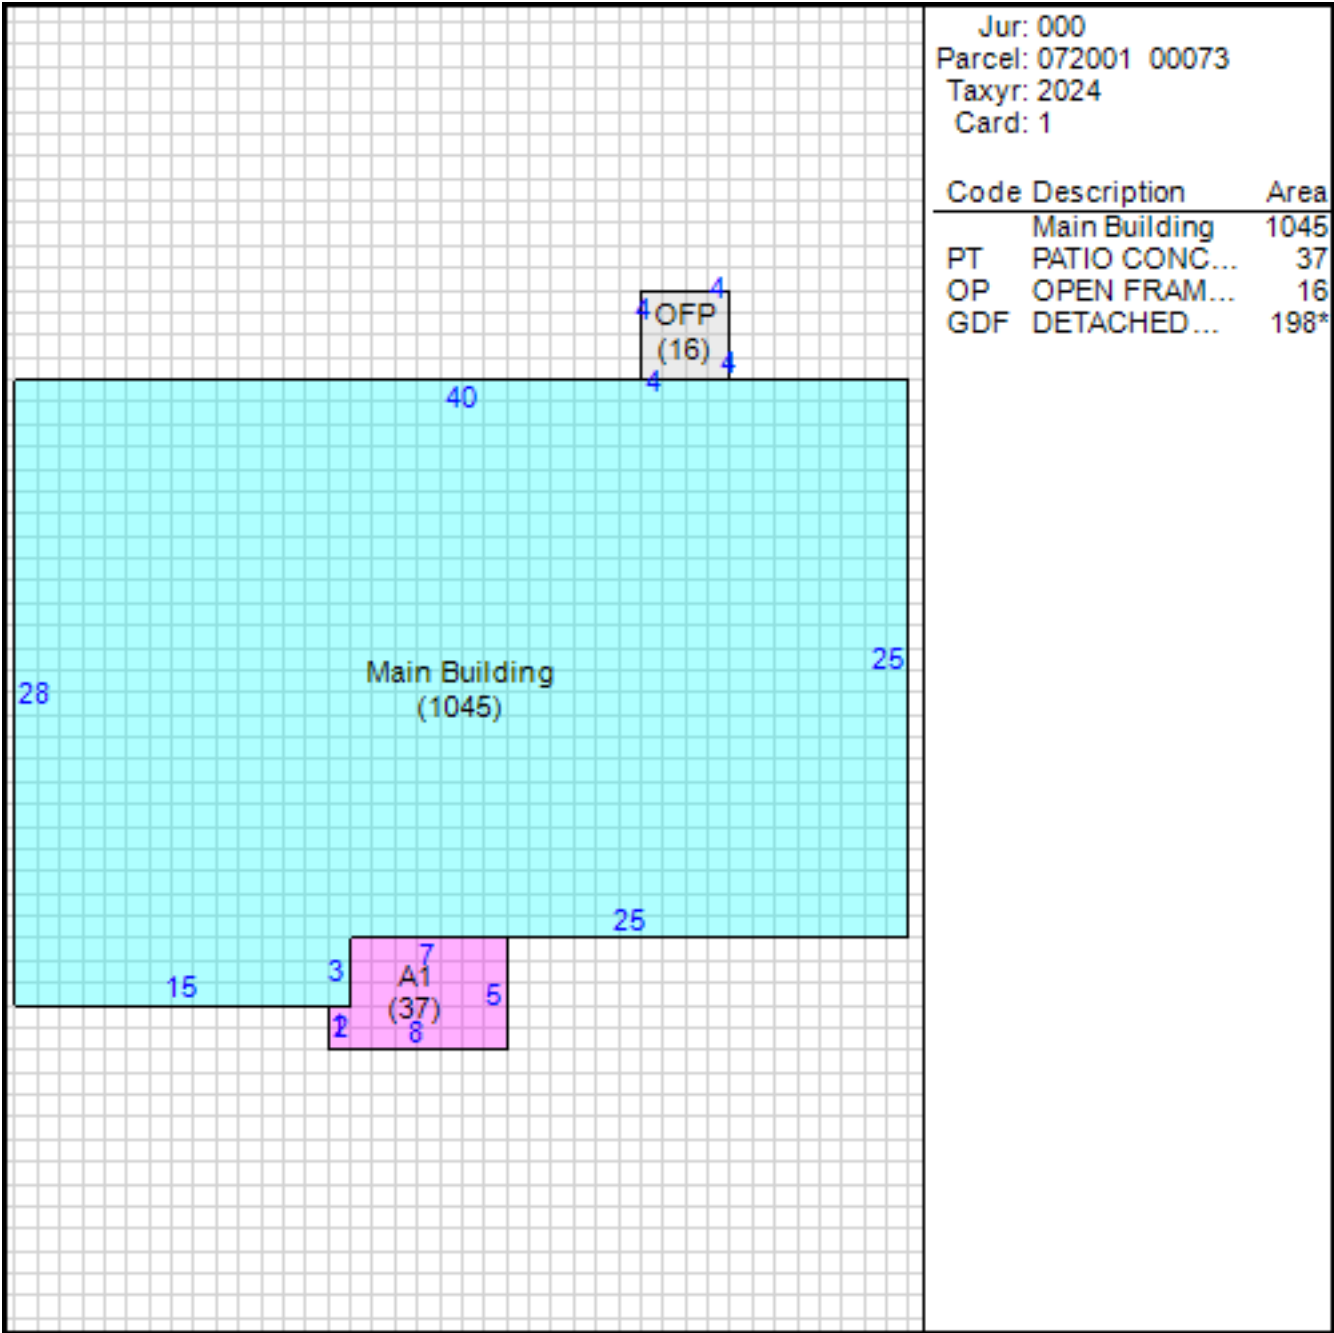 Jur: 000
Parcel: 072001 00073
Taxyr: 2024
Card: 1
Code Description Area
Main Building 1045
PT PATIO CONC... 37
OP OPEN FRAM... 16
GDF DETACHED... 198*
4
4
OFP
(16)
4
4
40
Main Building
(1045)
28
25
25
15
3
7
A1
(37)
5
1
2
8